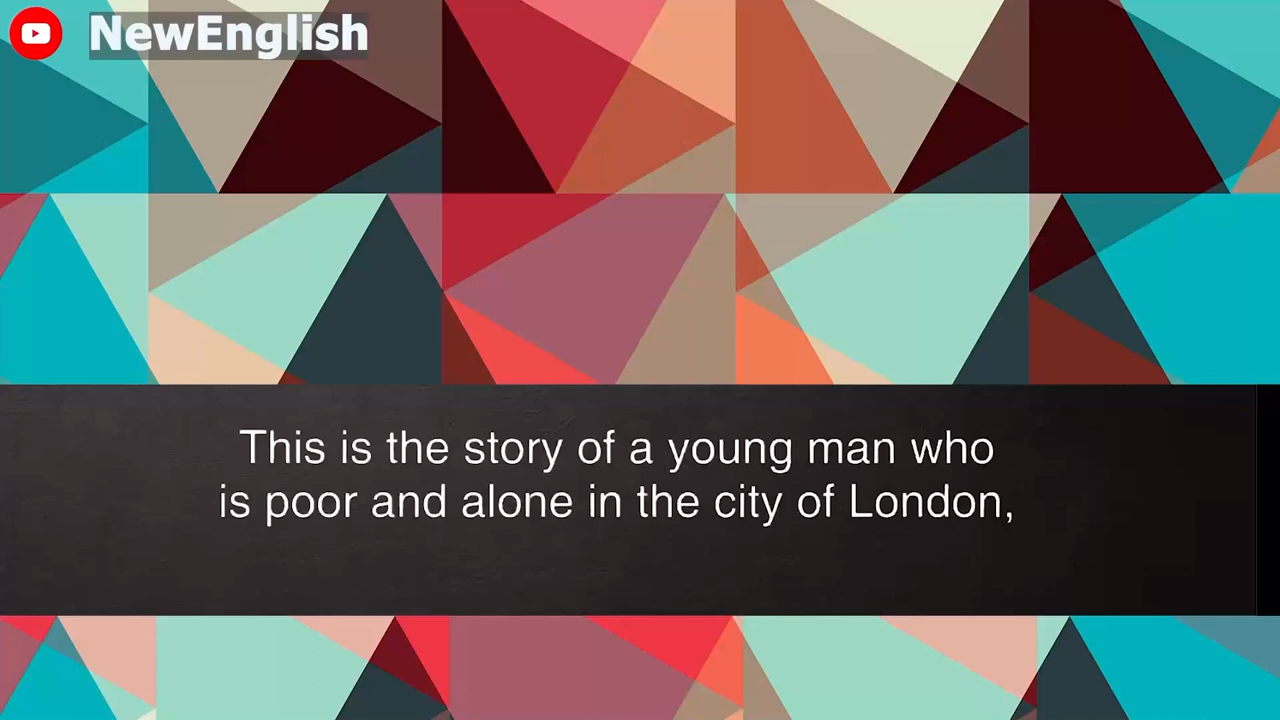 NewEnglish
This is the story of a young man who
is poor and alone in the city of London,